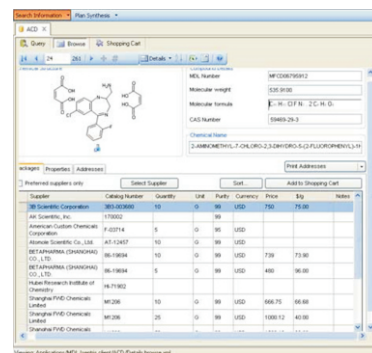 Search Information Plan Synthesis
ACD
Query Browse Shopping Cart
24 261 Details
MDL Number MFCD06795912
Molecular weight 535.9100
Molecular formula
CAS Number 59469-29-3
Chemical Name
2-AMINOMETHYL-7-CHLORO-2,3-DIHYDRO-5-(2-FLUOROPHENYL)-1H
Packages Properties Addresses Print Addresses
Preferred suppliers only Select Supplier Sort... Add to Shopping Cart
Supplier Catalog Number Quantity Unit Purity Currency Price $/g Notes
3B Scientific Corporation 3B3-003680 10 G 99 USD 750 75.00
AK Scientific, Inc. 170002 99
American Custom Chemicals Corporation F-03714 5 G 95 USD
Atomole Scientific Co., Ltd. AT-12457 10 G USD
BETAPHARMA (SHANGHAI) CO., LTD. 86-19694 10 G 99 USD 739 73.90
BETAPHARMA (SHANGHAI) CO., LTD. 86-19694 5 G 99 USD 480 96.00
Hubei Research Institute of Chemistry HI-71982
Shanghai FWD Chemicals Limited M1206 10 G 99 USD 666.75 66.68
Shanghai FWD Chemicals Limited M1206 25 G 99 USD 1000.12 40.00
Shanghai FWD Chemicals